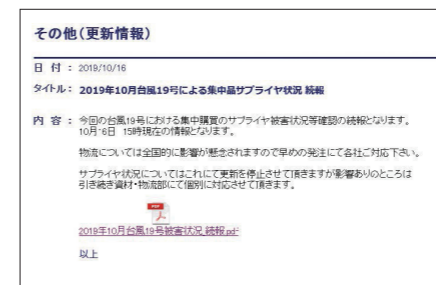 その他(更新情報)
日 付 : 2019/10/16
タイトル: 2019年10月台風19号による集中品サプライヤ状況 続報
内 容 : 今回の台風19号における集中購買のサプライヤ被害状況等確認の続報となります。
10月16日 15時現在の情報となります。
物流については全国的に影響が懸念されますので早めの発注にて各社ご対応下さい。
サプライヤ状況についてはこれにて更新を停止させて頂きますが影響ありのところは
引き続き資材・物流部にて個別に対応させて頂きます。
PDF
2019年10月台風19号被害状況_続報.pdf
以上